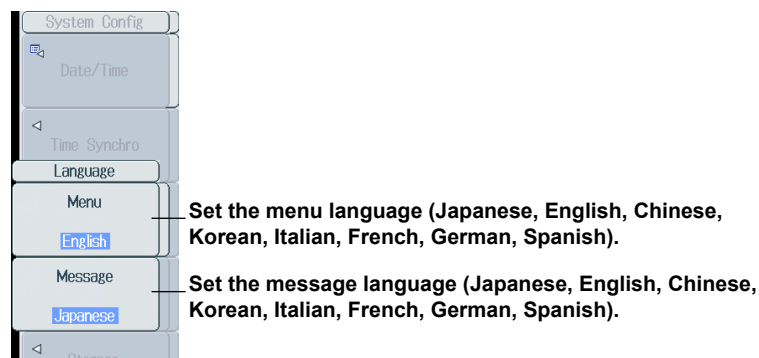 System Config
Date/Time
Time Synchro
Language
Menu
English
Set the menu language (Japanese, English, Chinese,
Korean, Italian, French, German, Spanish).
Message
Japanese
Set the message language (Japanese, English, Chinese,
Korean, Italian, French, German, Spanish).